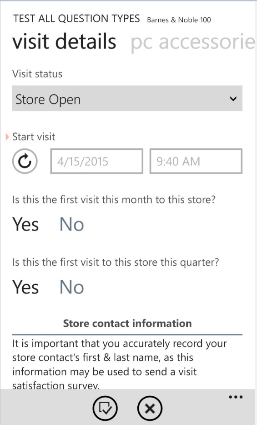 TEST ALL QUESTION TYPES Barnes & Noble 100
visit details pc accessorie
Visit status
Store Open
Start visit
4/15/2015 9:40 AM
Is this the first visit this month to this store?
Yes No
Is this the first visit to this store this quarter?
Yes No
Store contact information
It is important that you accurately record your
store contact's first & last name, as this
information may be used to send a visit
satisfaction survey.